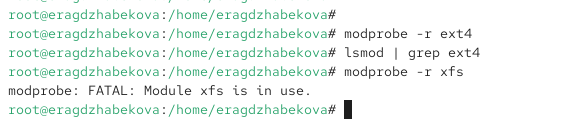 root@eragdzhabekova:/home/eragdzhabekova#
root@eragdzhabekova:/home/eragdzhabekova# modprobe -r ext4
root@eragdzhabekova:/home/eragdzhabekova# lsmod | grep ext4
root@eragdzhabekova:/home/eragdzhabekova# modprobe -r xfs
modprobe: FATAL: Module xfs is in use.
root@eragdzhabekova:/home/eragdzhabekova#